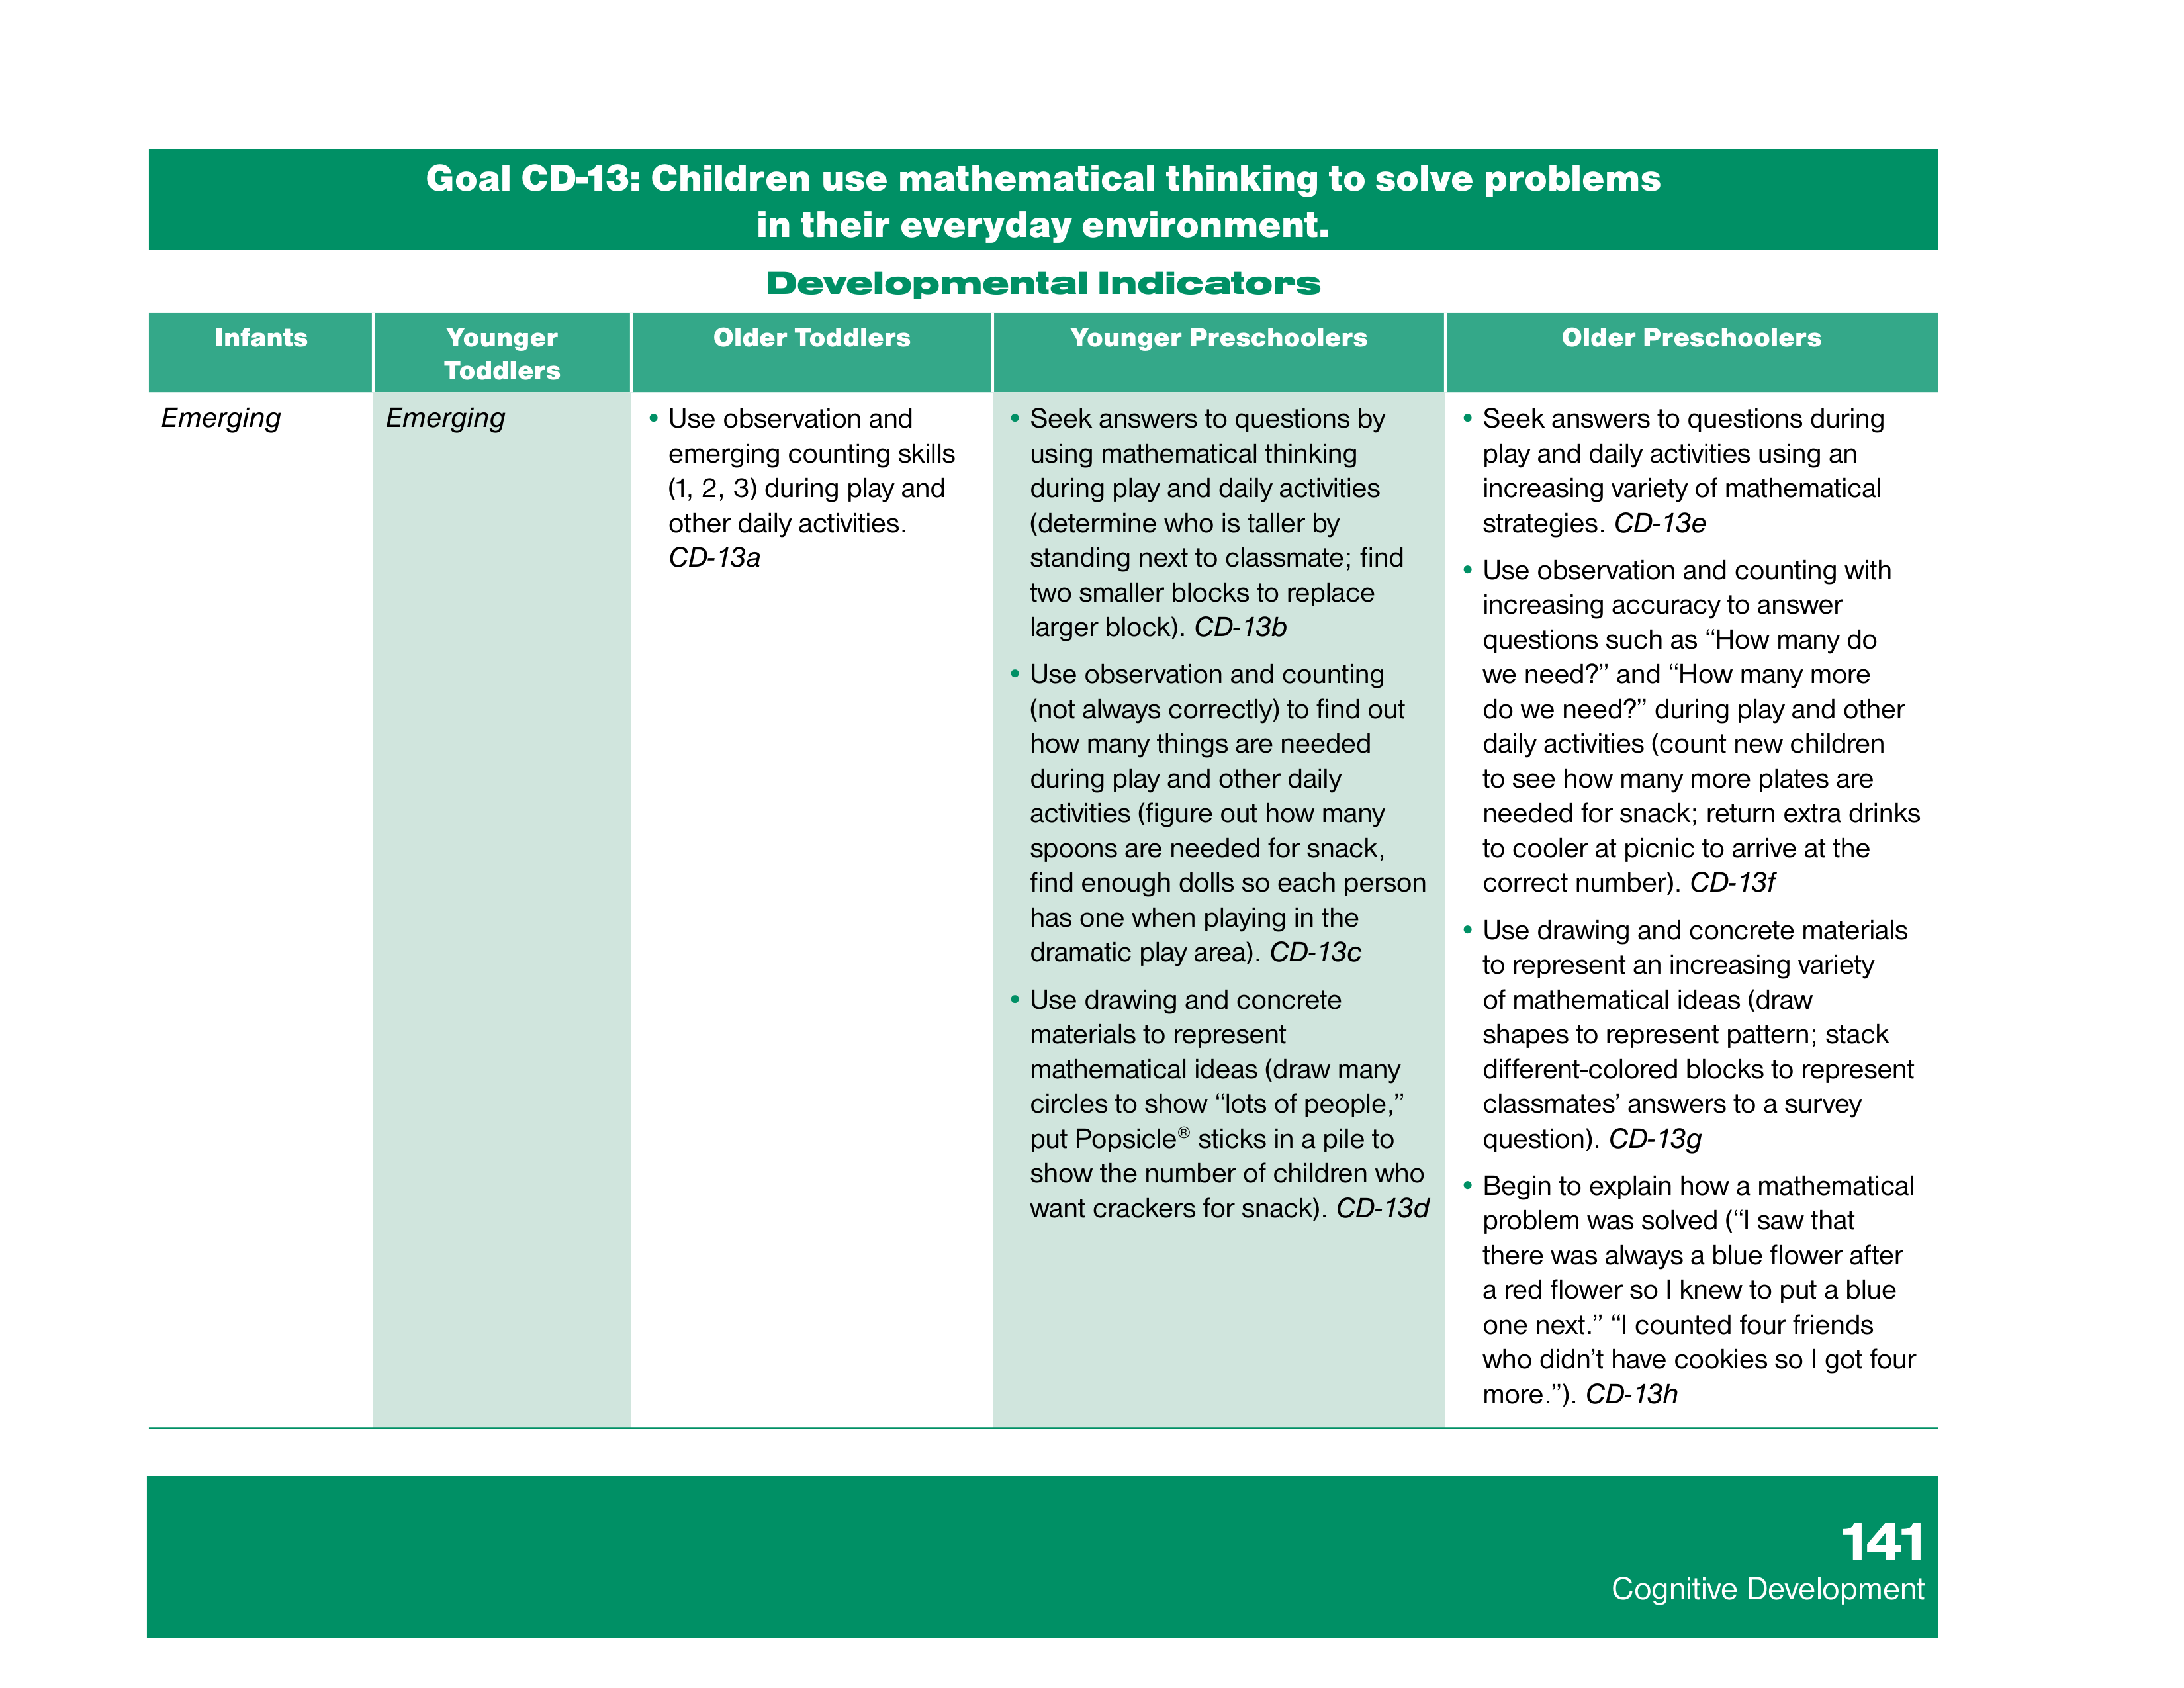 Goal CD-13: Children use mathematical thinking to solve problems
in their everyday environment.
Developmental Indicators
Infants
Younger
Toddlers
Older Toddlers
Younger Preschoolers
Older Preschoolers
Emerging
Emerging
• Use observation and
emerging counting skills
(1, 2, 3) during play and
other daily activities.
CD-13a
• Seek answers to questions by
using mathematical thinking
during play and daily activities
(determine who is taller by
standing next to classmate; find
two smaller blocks to replace
larger block). CD-13b
• Use observation and counting
(not always correctly) to find out
how many things are needed
during play and other daily
activities (figure out how many
spoons are needed for snack,
find enough dolls so each person
has one when playing in the
dramatic play area). CD-13c
• Use drawing and concrete
materials to represent
mathematical ideas (draw many
circles to show “lots of people,”
put Popsicle® sticks in a pile to
show the number of children who
want crackers for snack). CD-13d
• Seek answers to questions during
play and daily activities using an
increasing variety of mathematical
strategies. CD-13e
• Use observation and counting with
increasing accuracy to answer
questions such as “How many do
we need?” and “How many more
do we need?” during play and other
daily activities (count new children
to see how many more plates are
needed for snack; return extra drinks
to cooler at picnic to arrive at the
correct number). CD-13f
• Use drawing and concrete materials
to represent an increasing variety
of mathematical ideas (draw
shapes to represent pattern; stack
different-colored blocks to represent
classmates’ answers to a survey
question). CD-13g
• Begin to explain how a mathematical
problem was solved (“I saw that
there was always a blue flower after
a red flower so I knew to put a blue
one next.” “I counted four friends
who didn’t have cookies so I got four
more.”). CD-13h
141
Cognitive Development